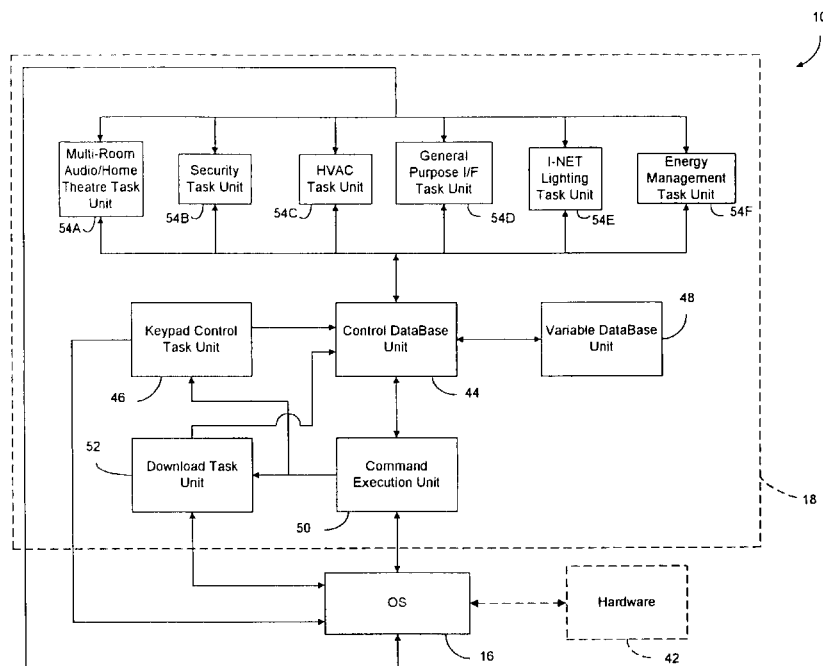 10
Multi-Room
Audio/Home
Theatre Task
Unit
54A
Security
Task Unit
54B
HVAC
Task Unit
54C
General
Purpose I/F
Task Unit
54D
I-NET
Lighting
Task Unit
54E
Energy
Management
Task Unit
54F
Keypad Control
Task Unit
46
Control DataBase
Unit
44
Variable DataBase
Unit
48
52
Download Task
Unit
Command
Execution Unit
50
18
OS
16
Hardware
42